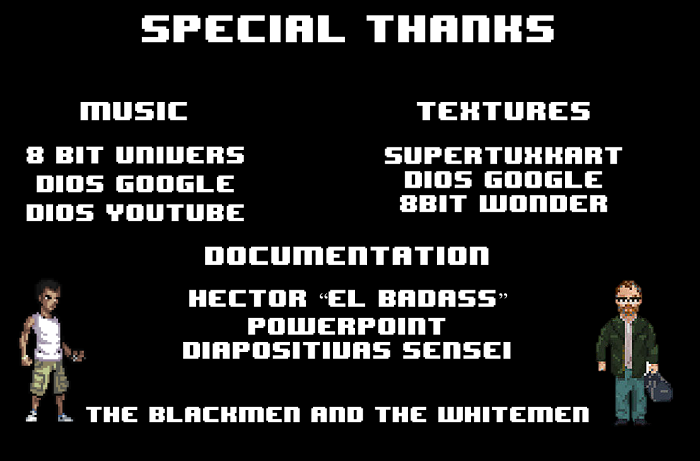 SPECIAL THANKS
MUSIC
8 BIT UNIVERS
DIOS GOOGLE
DIOS YOUTUBE
TEXTURES
SUPERTUXKART
DIOS GOOGLE
8BIT WONDER
DOCUMENTATION
HECTOR “EL BADASS”
POWERPOINT
DIAPOSITIVAS SENSEI
THE BLACKMEN AND THE WHITEMEN